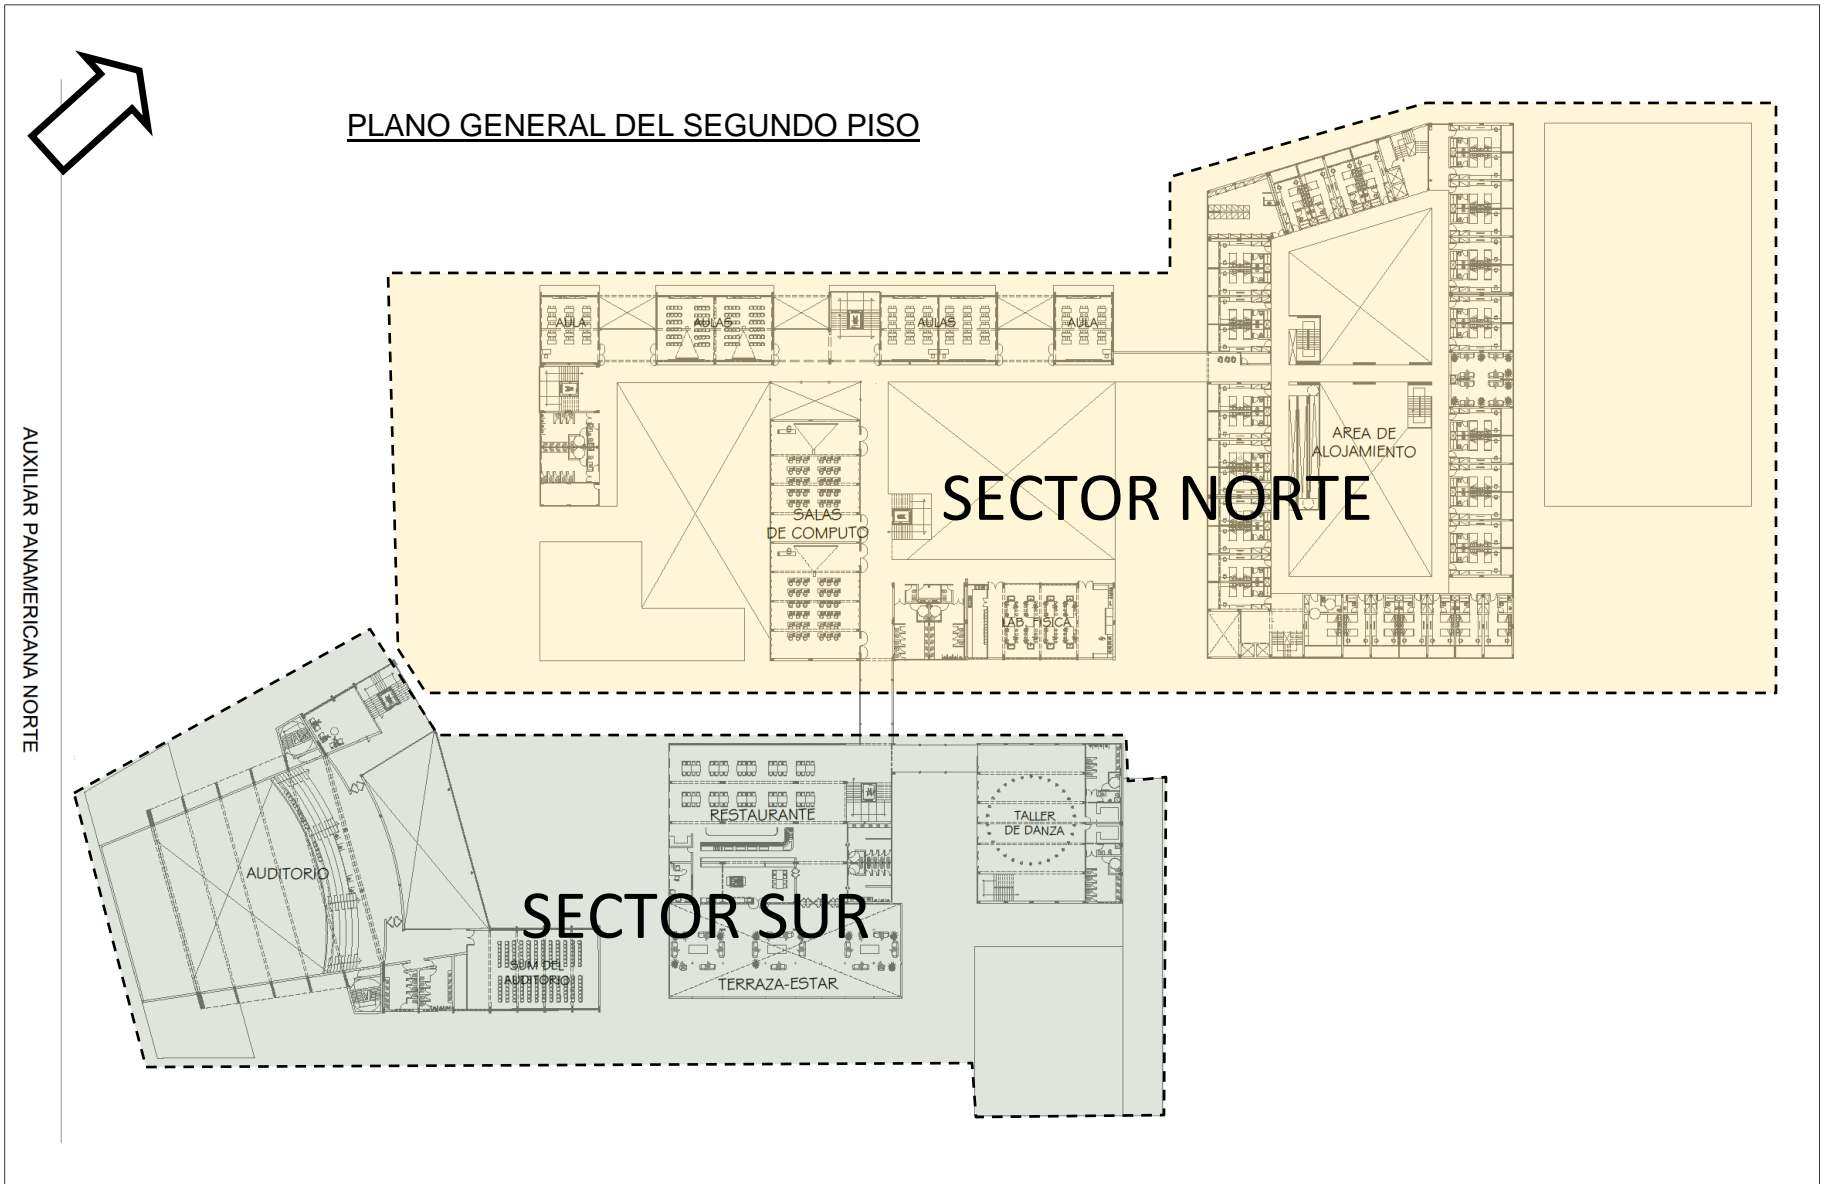 PLANO GENERAL DEL SEGUNDO PISO
AULA
AULAS
AULAS
AULA
AREA DE
ALOJAMIENTO
SECTOR NORTE
SALAS
DE COMPUTO
LAB. FISICA
AUXILIAR PANAMERICANA NORTE
RESTAURANTE
TALLER
DE DANZA
AUDITORIO
SECTOR SUR
SUM DEL
AUDITORIO
TERRAZA-ESTAR